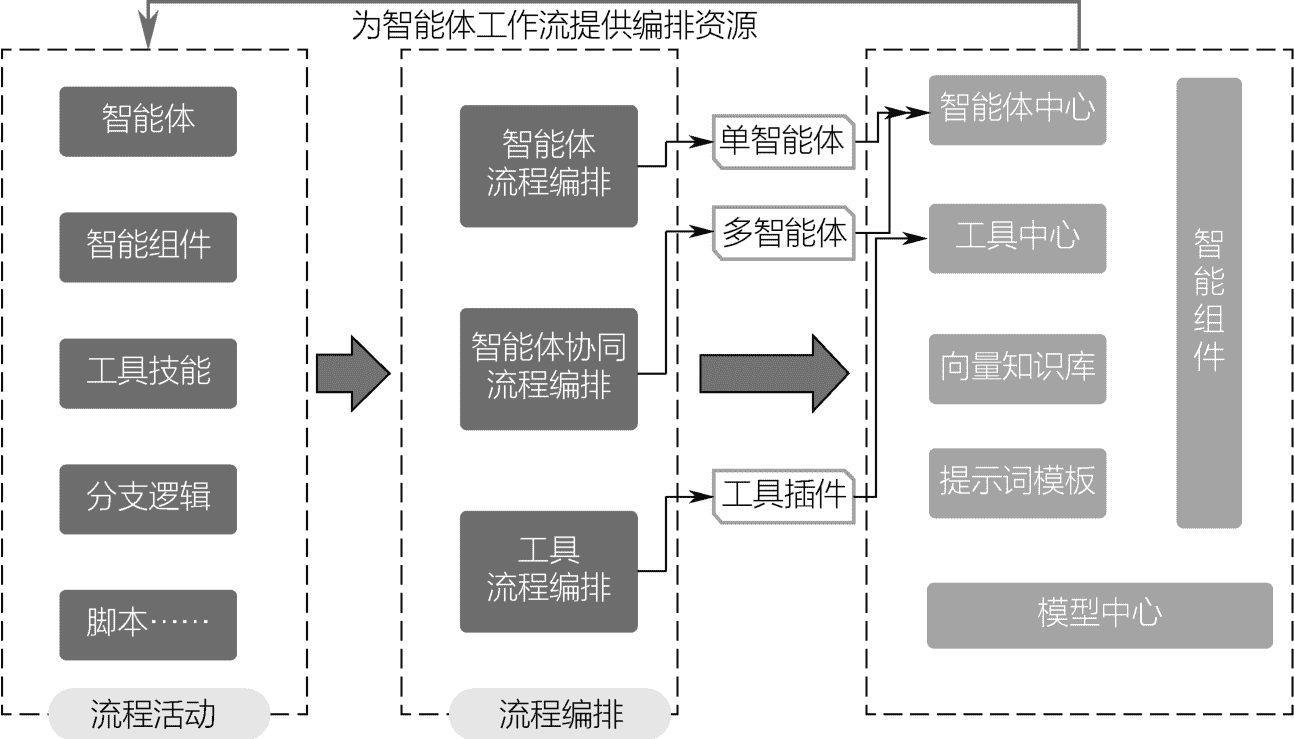 为智能体工作流提供编排资源
智能体
智能组件
工具技能
分支逻辑
脚本……
流程活动
智能体
流程编排
智能体协同
流程编排
工具
流程编排
流程编排
单智能体
多智能体
工具插件
智能体中心
工具中心
向量知识库
提示词模板
智能组件
模型中心